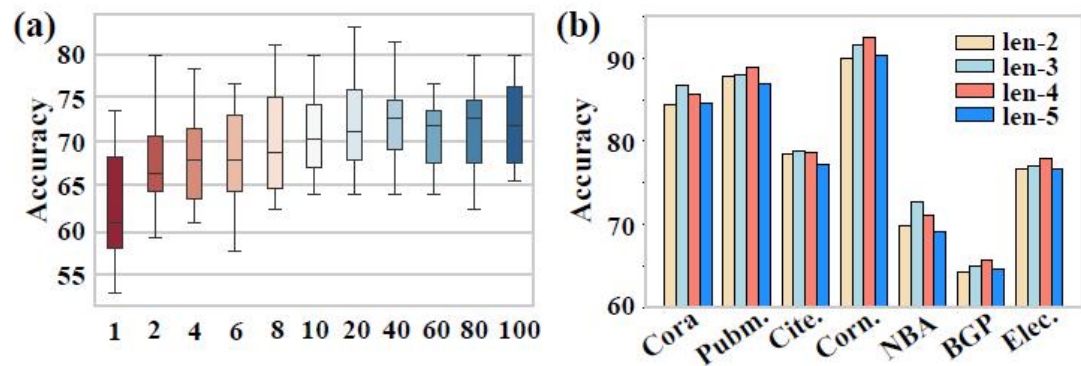 (a)
Accuracy
80
75
70
65
60
55
1 2 4 6 8 10 20 40 60 80 100
(b)
Accuracy
90
80
70
60
len-2
len-3
len-4
len-5
Cora Pubm. Cite. Corn. NBA BGP Elec.